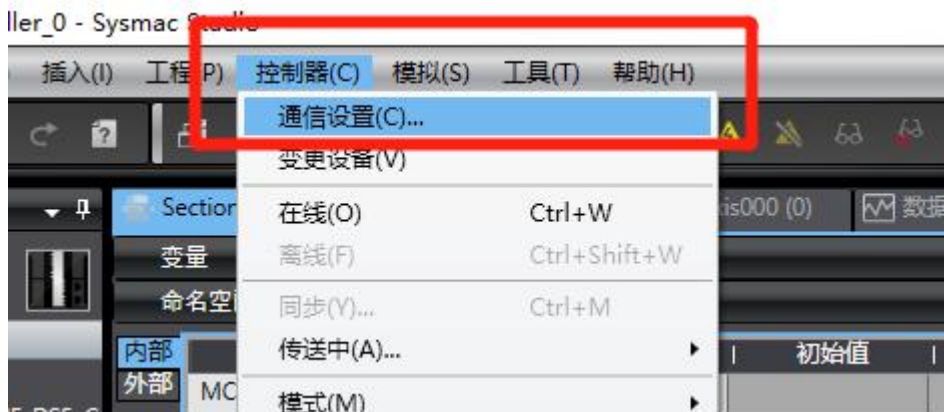 ller_0 - Sysmac Studio
插入(I) 工程(P) 控制器(C) 模拟(S) 工具(T) 帮助(H)
通信设置(C)...
变更设备(V)
Section is000 (0) 数据
在线(O) Ctrl+W
变量
离线(F) Ctrl+Shift+W
命名空
同步(Y)... Ctrl+M
内部 传送中(A)... 初始值
外部 MC
模式(M)